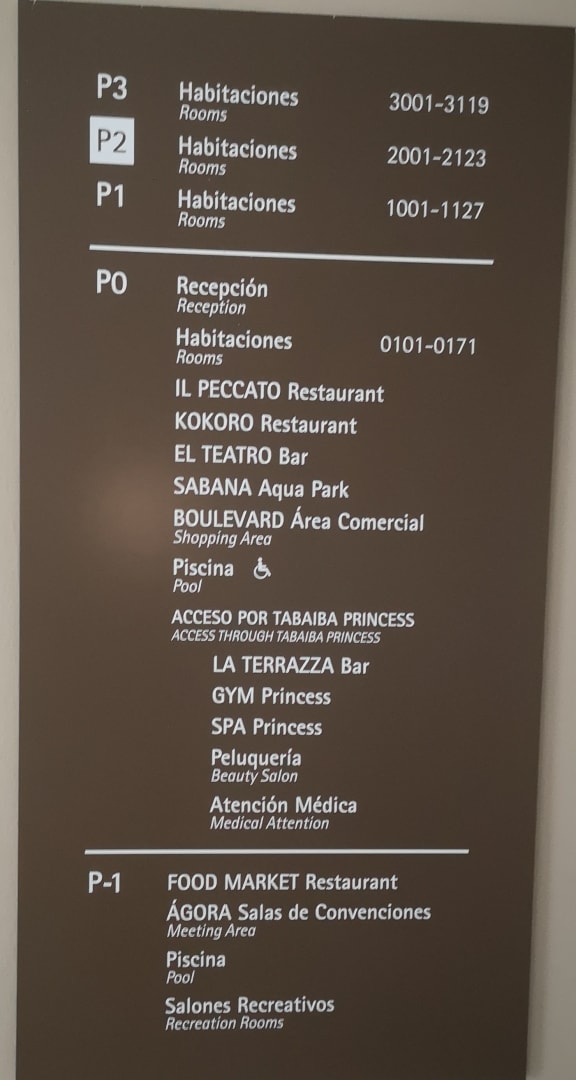 P3 Habitaciones 3001-3119
Rooms
P2 Habitaciones 2001-2123
Rooms
P1 Habitaciones 1001-1127
Rooms
P0 Recepción
Reception
Habitaciones 0101-0171
Rooms
IL PECCATO Restaurant
KOKORO Restaurant
EL TEATRO Bar
SABANA Aqua Park
BOULEVARD Área Comercial
Shopping Area
Piscina
Pool
ACCESO POR TABAIBA PRINCESS
ACCESS THROUGH TABAIBA PRINCESS
LA TERRAZZA Bar
GYM Princess
SPA Princess
Peluquería
Beauty Salon
Atención Médica
Medical Attention
P-1 FOOD MARKET Restaurant
ÁGORA Salas de Convenciones
Meeting Area
Piscina
Pool
Salones Recreativos
Recreation Rooms